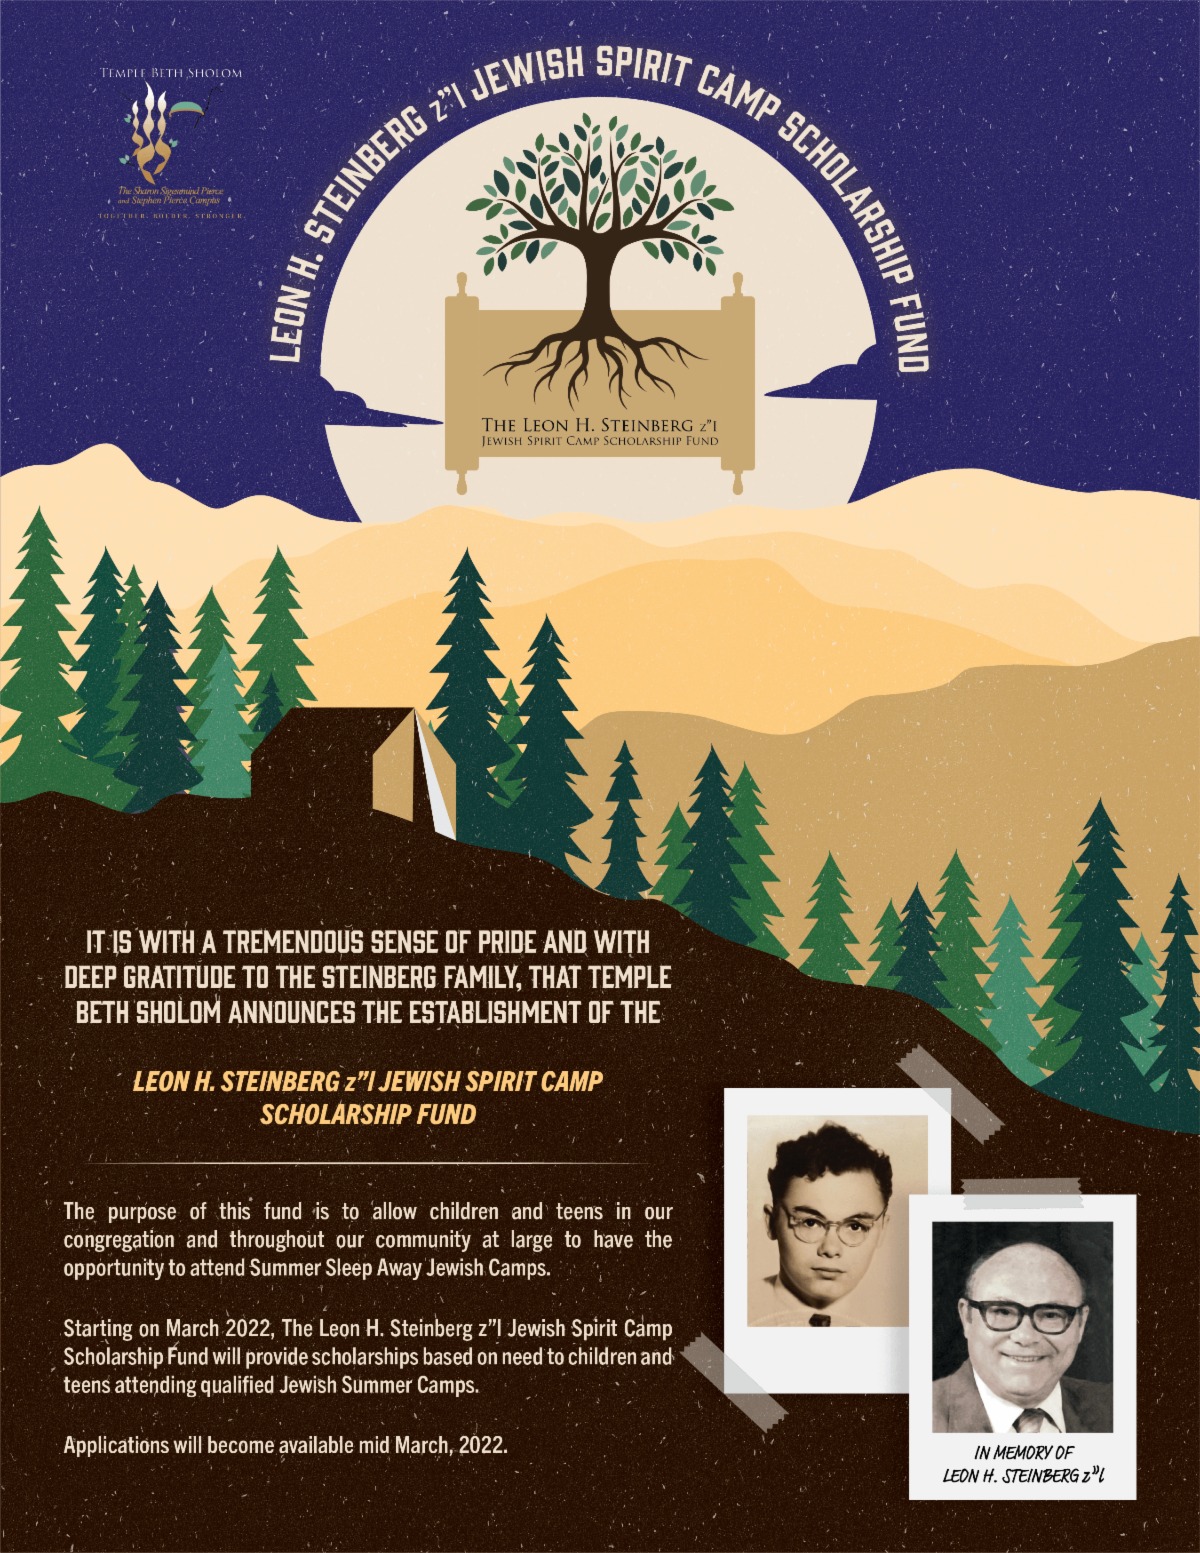 TEMPLE BETH SHOLOM
The Sharon Sigesmund Pierce
and Stephen Pierce Campus
TOGETHER. BOLDER. STRONGER.
LEON H. STEINBERG z”l JEWISH SPIRIT CAMP SCHOLARSHIP FUND
THE LEON H. STEINBERG z”l
JEWISH SPIRIT CAMP SCHOLARSHIP FUND
IT IS WITH A TREMENDOUS SENSE OF PRIDE AND WITH
DEEP GRATITUDE TO THE STEINBERG FAMILY, THAT TEMPLE
BETH SHOLOM ANNOUNCES THE ESTABLISHMENT OF THE
LEON H. STEINBERG z”l JEWISH SPIRIT CAMP
SCHOLARSHIP FUND
The purpose of this fund is to allow children and teens in our
congregation and throughout our community at large to have the
opportunity to attend Summer Sleep Away Jewish Camps.
Starting on March 2022, The Leon H. Steinberg z”l Jewish Spirit Camp
Scholarship Fund will provide scholarships based on need to children and
teens attending qualified Jewish Summer Camps.
Applications will become available mid March, 2022.
IN MEMORY OF
LEON H. STEINBERG z”l